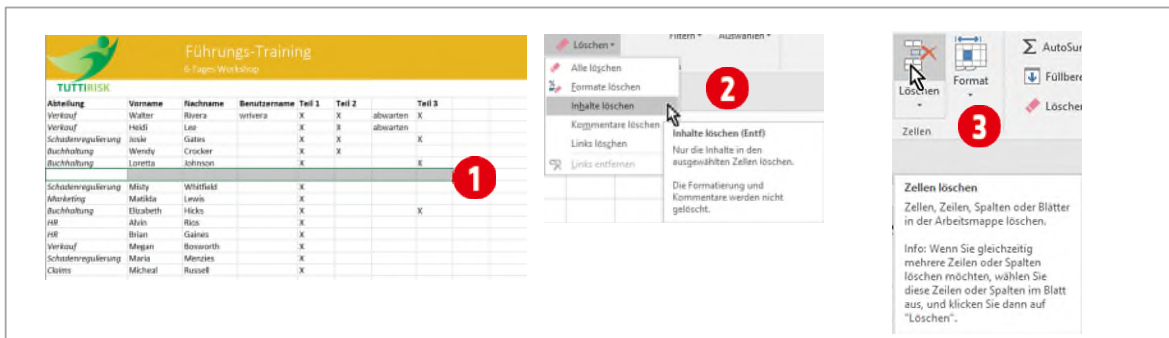 Führungs-Training
6-Tages Workshop
TUTTIRISK
Abteilung Vorname Nachname Benutzername Teil 1 Teil 2 Teil 3
Verkauf Walter Rivera wrivera X X abwarten X
Verkauf Heidi Lee X X abwarten
Schadenregulierung Josie Gates X X X
Buchhaltung Wendy Crocker X X
Buchhaltung Loretta Johnson X X
Schadenregulierung Misty Whitfield X
Marketing Matilda Lewis X
Buchhaltung Elizabeth Hicks X X
HR Alvin Rios X
HR Brian Gaines X
Verkauf Megan Bosworth X
Schadenregulierung Maria Menzies X
Claims Micheal Russell X
1
Löschen
Filtern Auswählen
Alle löschen
Formate löschen
Inhalte löschen
Kommentare löschen
Links löschen
Links entfernen
2
Inhalte löschen (Entf)
Nur die Inhalte in den
ausgewählten Zellen löschen.
Die Formatierung und
Kommentare werden nicht
gelöscht.
Löschen
Format
Zellen
AutoSur
Füllbere
Löscher
3
Zellen löschen
Zellen, Zeilen, Spalten oder Blätter
in der Arbeitsmappe löschen.
Info: Wenn Sie gleichzeitig
mehrere Zeilen oder Spalten
löschen möchten, wählen Sie
diese Zeilen oder Spalten im Blatt
aus, und klicken Sie dann auf
"Löschen".